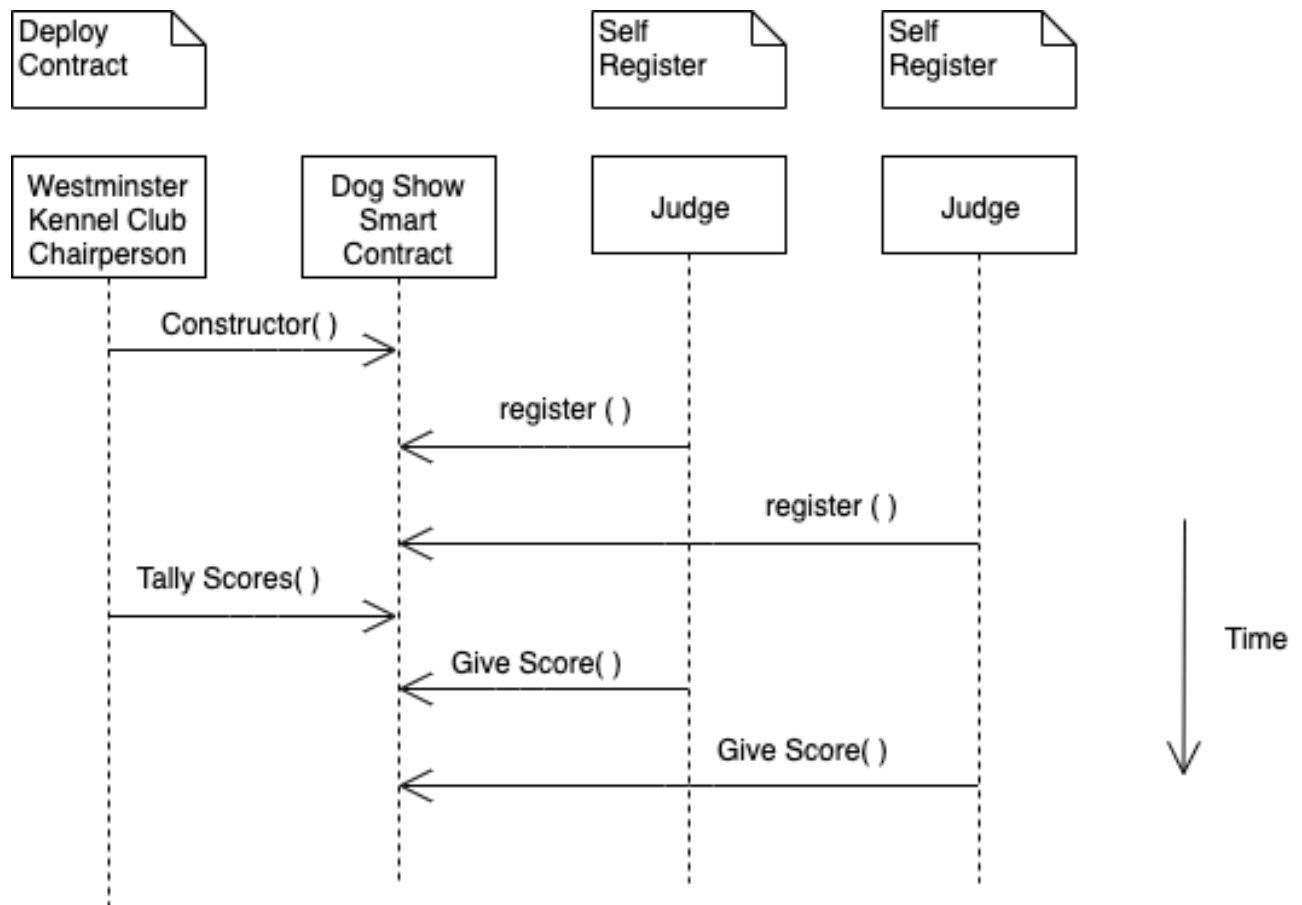 Deploy
Contract
Self
Register
Self
Register
Westminster
Kennel Club
Chairperson
Dog Show
Smart
Contract
Judge
Judge
Constructor( )
register ( )
register ( )
Tally Scores( )
Give Score( )
Time
Give Score( )